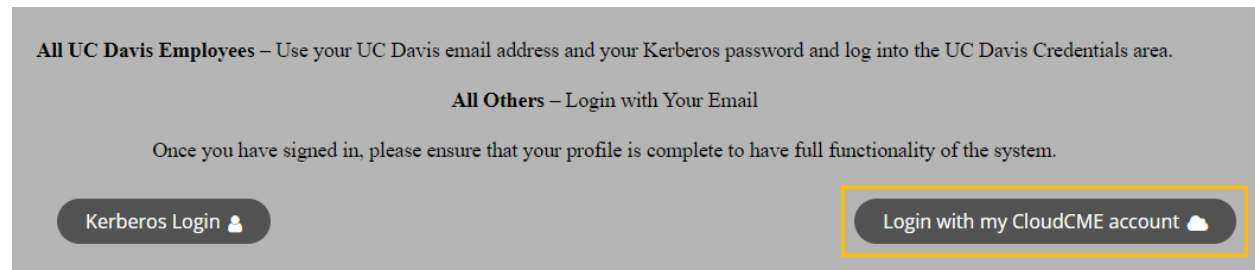 All UC Davis Employees – Use your UC Davis email address and your Kerberos password and log into the UC Davis Credentials area.
All Others – Login with Your Email
Once you have signed in, please ensure that your profile is complete to have full functionality of the system.
Kerberos Login
Login with my CloudCME account